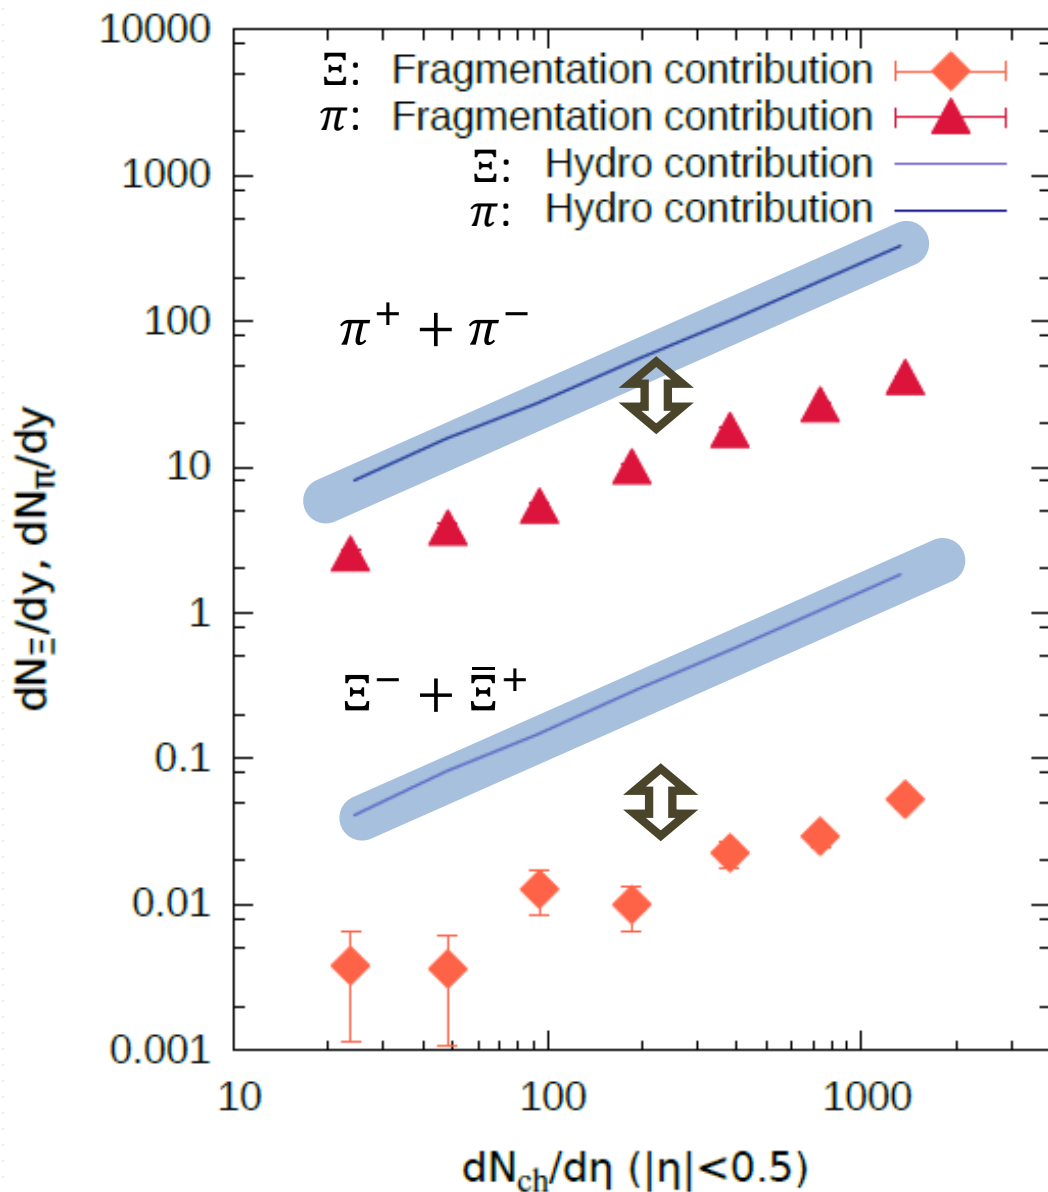 10000
1000
100
10
1
0.1
0.01
0.001
Ξ: Fragmentation contribution
π: Fragmentation contribution
Ξ: Hydro contribution
π: Hydro contribution
π⁺ + π⁻
Ξ⁻ + Ξ̄⁺
dN_Ξ/dy, dN_π/dy
10 100 1000
dN_ch/dη (|η|<0.5)